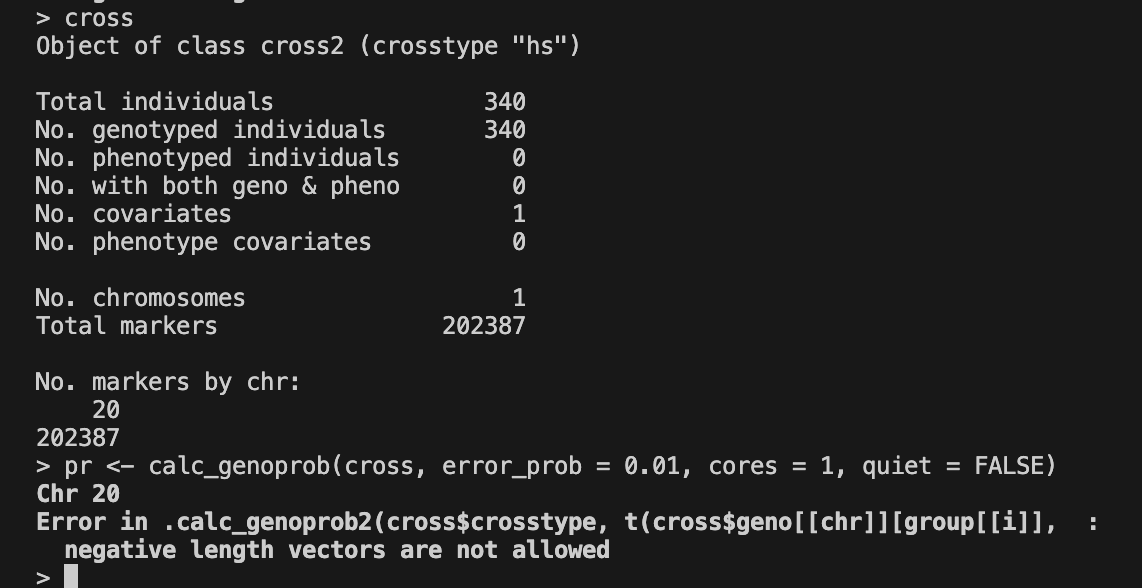 > cross
Object of class cross2 (crosstype "hs")
Total individuals 340
No. genotyped individuals 340
No. phenotyped individuals 0
No. with both geno & pheno 0
No. covariates 1
No. phenotype covariates 0
No. chromosomes 1
Total markers 202387
No. markers by chr:
20
202387
> pr <- calc_genoprob(cross, error_prob = 0.01, cores = 1, quiet = FALSE)
Chr 20
Error in .calc_genoprob2(cross$crosstype, t(cross$geno[[chr]][group[[i]], :
negative length vectors are not allowed
>